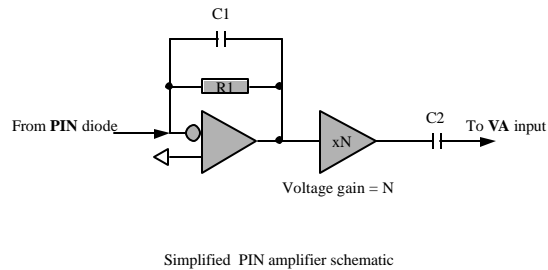 C1
R1
From PIN diode
xN
C2
To VA input
Voltage gain = N
Simplified PIN amplifier schematic